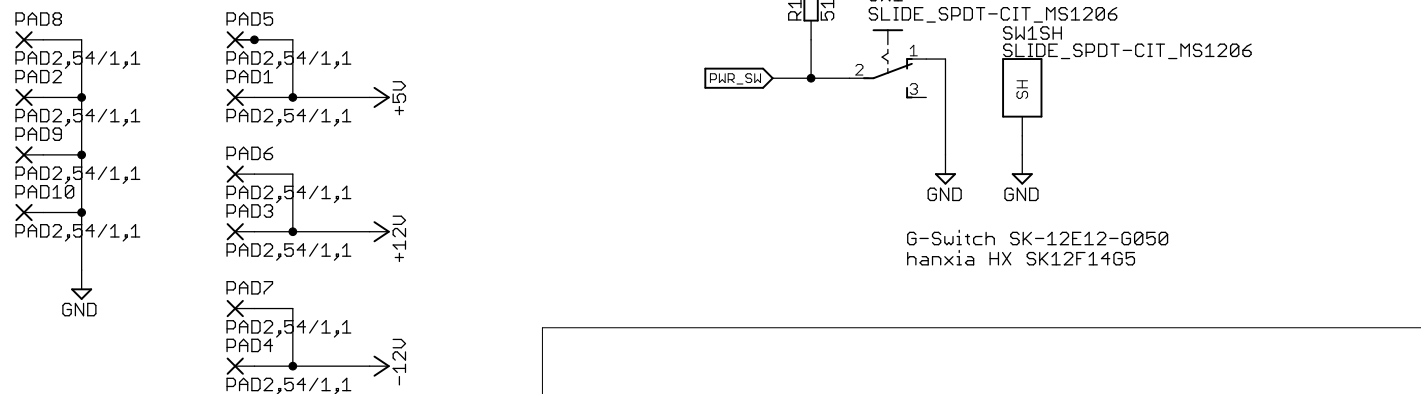 PAD8
PAD2,54/1,1
PAD2
PAD2,54/1,1
PAD9
PAD2,54/1,1
PAD10
PAD2,54/1,1
GND
PAD5
PAD2,54/1,1
PAD1
PAD2,54/1,1
+5V
PAD6
PAD2,54/1,1
PAD3
PAD2,54/1,1
+12V
PAD7
PAD2,54/1,1
PAD4
PAD2,54/1,1
-12V
SLIDE_SPDT-CIT_MS1206
SW1SH
SLIDE_SPDT-CIT_MS1206
PWR_SW
2
1
3
SH
GND
GND
G-Switch SK-12E12-G050
hanxia HX SK12F14G5